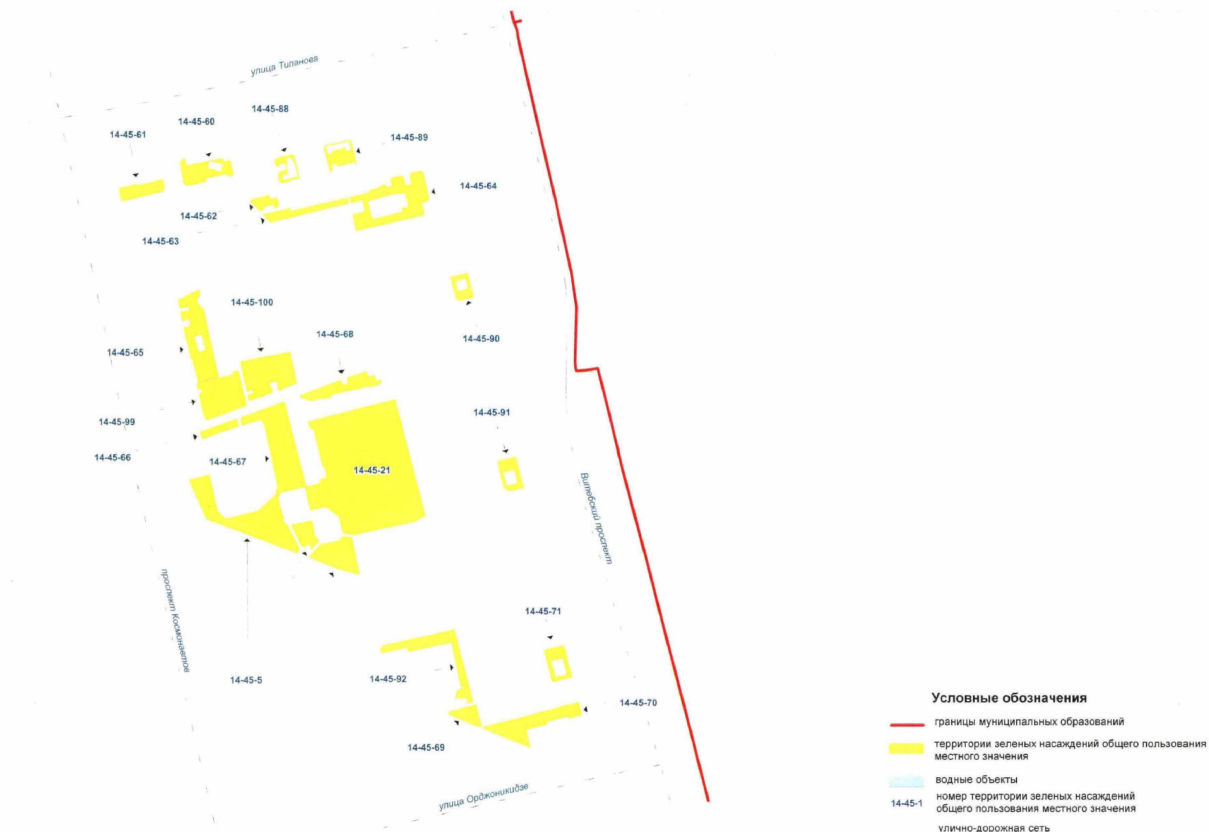 улица Типанова
14-45-88
14-45-60
14-45-61
14-45-89
14-45-64
14-45-62
14-45-63
14-45-100
14-45-68
14-45-90
14-45-65
14-45-91
14-45-99
14-45-66
14-45-67
14-45-21
Витебский проспект
проспект Космонавтов
14-45-71
14-45-5
14-45-92
14-45-70
14-45-69
улица Орджоникидзе
Условные обозначения
границы муниципальных образований
территории зеленых насаждений общего пользования
местного значения
водные объекты
14-45-1
номер территории зеленых насаждений
общего пользования местного значения
улично-дорожная сеть